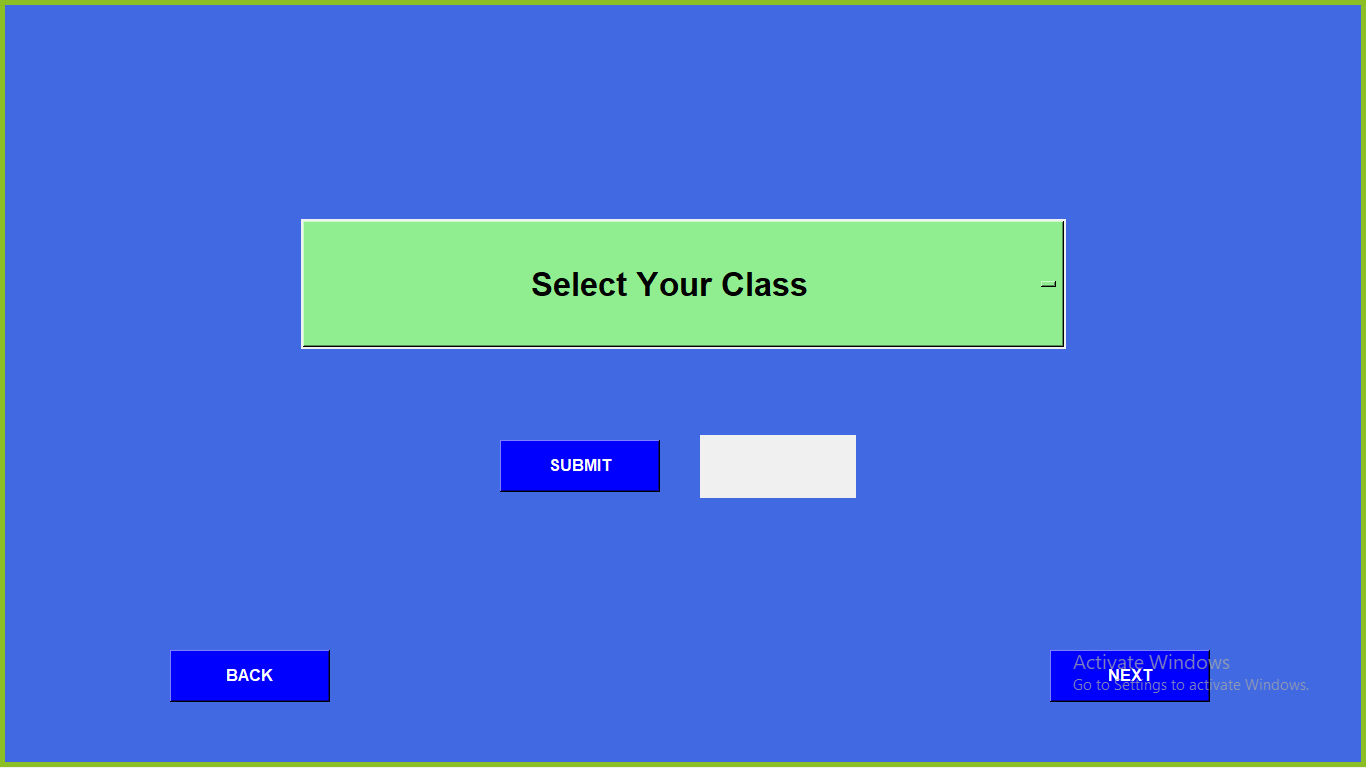 Select Your Class
SUBMIT
BACK
NEXT
Activate Windows
Go to Settings to activate Windows.